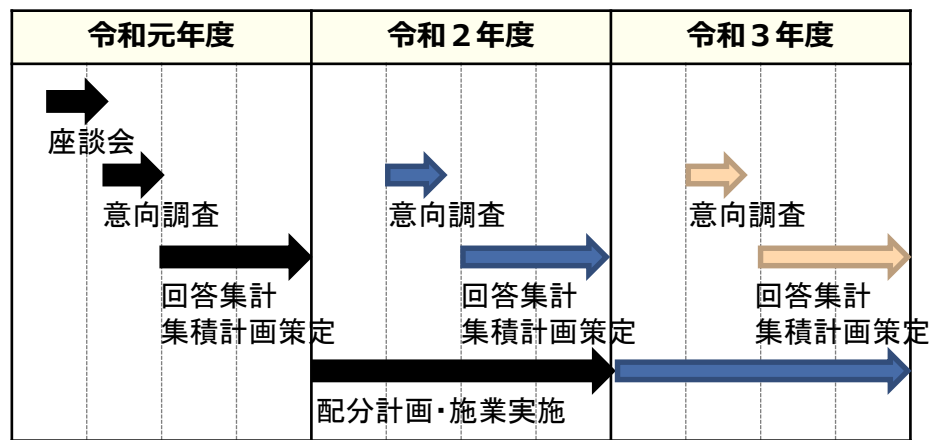 令和元年度
令和２年度
令和３年度
座談会
意向調査
意向調査
意向調査
回答集計
集積計画策定
回答集計
集積計画策定
回答集計
集積計画策定
配分計画・施業実施